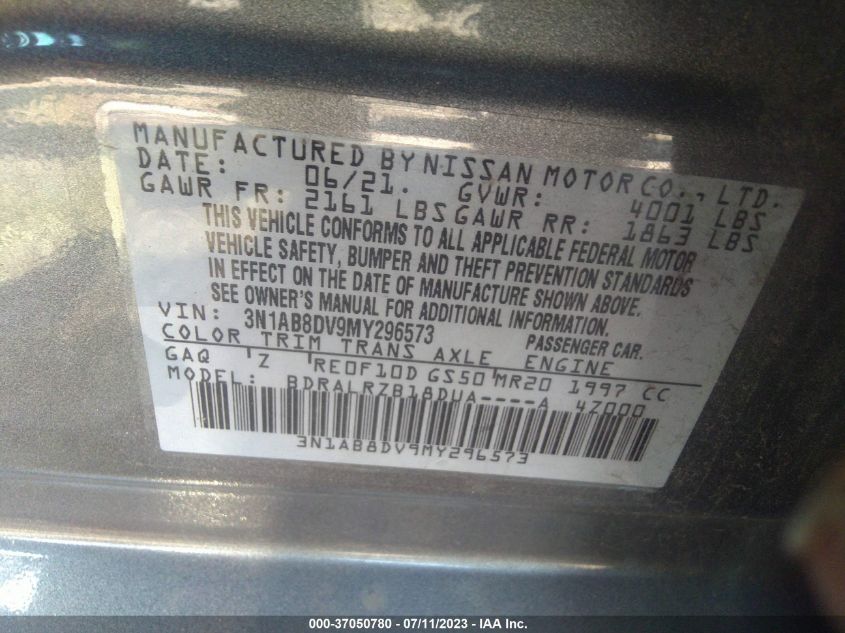 MANUFACTURED BY NISSAN MOTOR CO., LTD.
DATE: 06/21. GVWR: 4001 LBS
GAWR FR: 2161 LBS GAWR RR: 1863 LBS
THIS VEHICLE CONFORMS TO ALL APPLICABLE FEDERAL MOTOR
VEHICLE SAFETY, BUMPER AND THEFT PREVENTION STANDARDS
IN EFFECT ON THE DATE OF MANUFACTURE SHOWN ABOVE.
SEE OWNER'S MANUAL FOR ADDITIONAL INFORMATION.
VIN: 3N1AB8DV9MY296573 PASSENGER CAR.
COLOR TRIM TRANS AXLE ENGINE
GAQ Z RE0F10D GS50 MR20 1997 CC
MODEL: BDRALRZB18DUA----A 4Z000
3N1AB8DV9MY296573
000-37050780 - 07/11/2023 - IAA Inc.